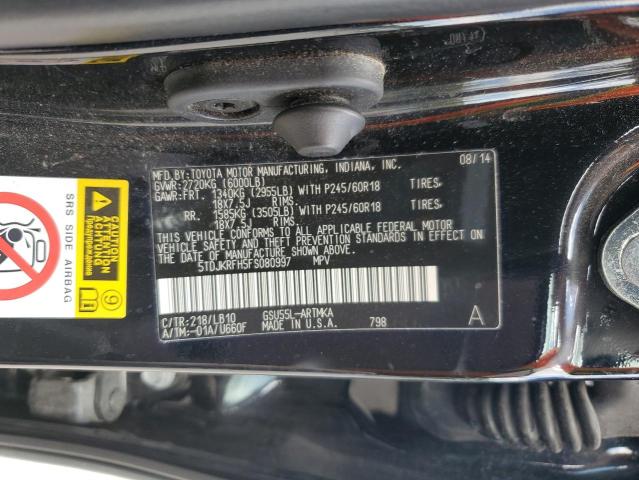 MFD.BY:TOYOTA MOTOR MANUFACTURING, INDIANA, INC. 08/14
GVWR:2720KG (6000LB)
GAWR:FRT. 1340KG (2955LB) WITH P245/60R18 TIRES,
18X7.5J RIMS,
RR. 1585KG (3505LB) WITH P245/60R18 TIRES,
18X7.5J RIMS
THIS VEHICLE CONFORMS TO ALL APPLICABLE FEDERAL MOTOR
VEHICLE SAFETY AND THEFT PREVENTION STANDARDS IN EFFECT ON
THE DATE OF MANUFACTURE SHOWN ABOVE.
5TDJKRFH5FS080997 MPV
C/TR:218/LB10 GSU55L-ARTMKA
A/TM:-01A/U660F MADE IN U.S.A. 798 A
SRS SIDE AIRBAG
CAUTION
ACHTUNG
ATTENTION
9